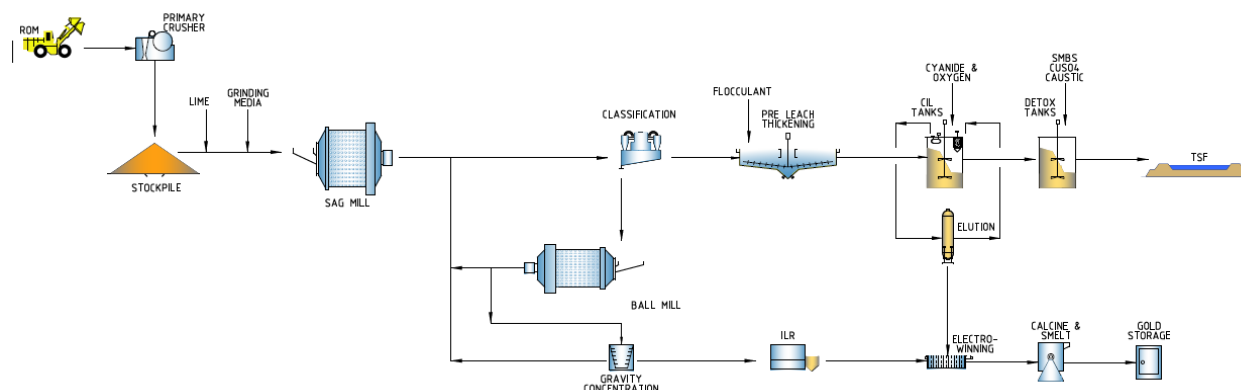 ROM
PRIMARY
CRUSHER
LIME
GRINDING
MEDIA
STOCKPILE
SAG MILL
CLASSIFICATION
BALL MILL
GRAVITY
CONCENTRATION
FLOCCULANT
PRE LEACH
THICKENING
ILR
CYANIDE &
OXYGEN
CIL
TANKS
SMBS
CUSO4
CAUSTIC
DETOX
TANKS
TSF
ELUTION
ELECTRO-
WINNING
CALCINE &
SMELT
GOLD
STORAGE